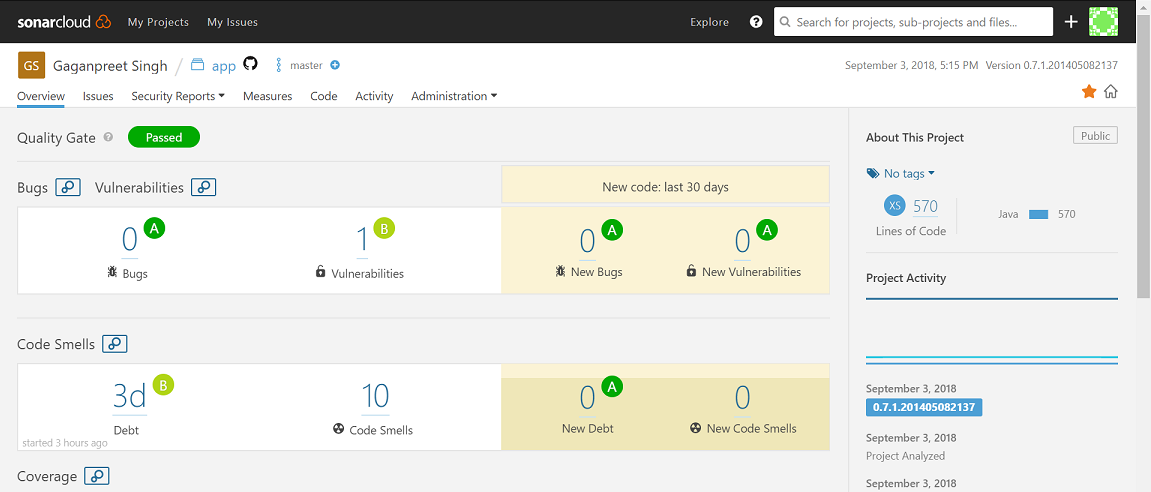 sonarcloud My Projects My Issues Explore ? Search for projects, sub-projects and files... +
GS Gaganpreet Singh / app master September 3, 2018, 5:15 PM Version 0.7.1.201405082137
Overview Issues Security Reports Measures Code Activity Administration
Quality Gate ? Passed
About This Project Public
Bugs Vulnerabilities New code: last 30 days
No tags
0 A 1 B 0 A 0 A
Bugs Vulnerabilities New Bugs New Vulnerabilities
XS 570 Java 570
Lines of Code
Project Activity
Code Smells
3d B 10 0 A 0
Debt Code Smells New Debt New Code Smells
started 3 hours ago
September 3, 2018
0.7.1.201405082137
September 3, 2018
Project Analyzed
Coverage
September 3, 2018